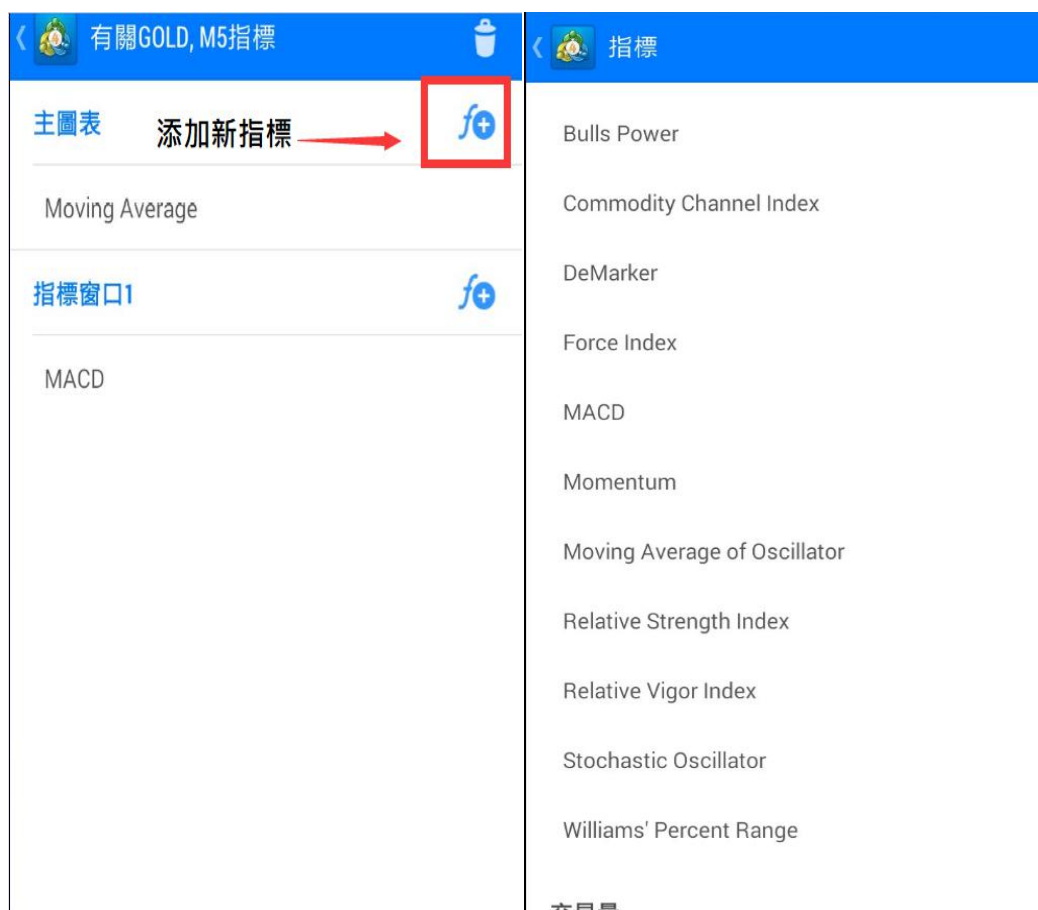 有關GOLD, M5指標
主圖表
添加新指標
Moving Average
指標窗口1
MACD
指標
Bulls Power
Commodity Channel Index
DeMarker
Force Index
MACD
Momentum
Moving Average of Oscillator
Relative Strength Index
Relative Vigor Index
Stochastic Oscillator
Williams' Percent Range